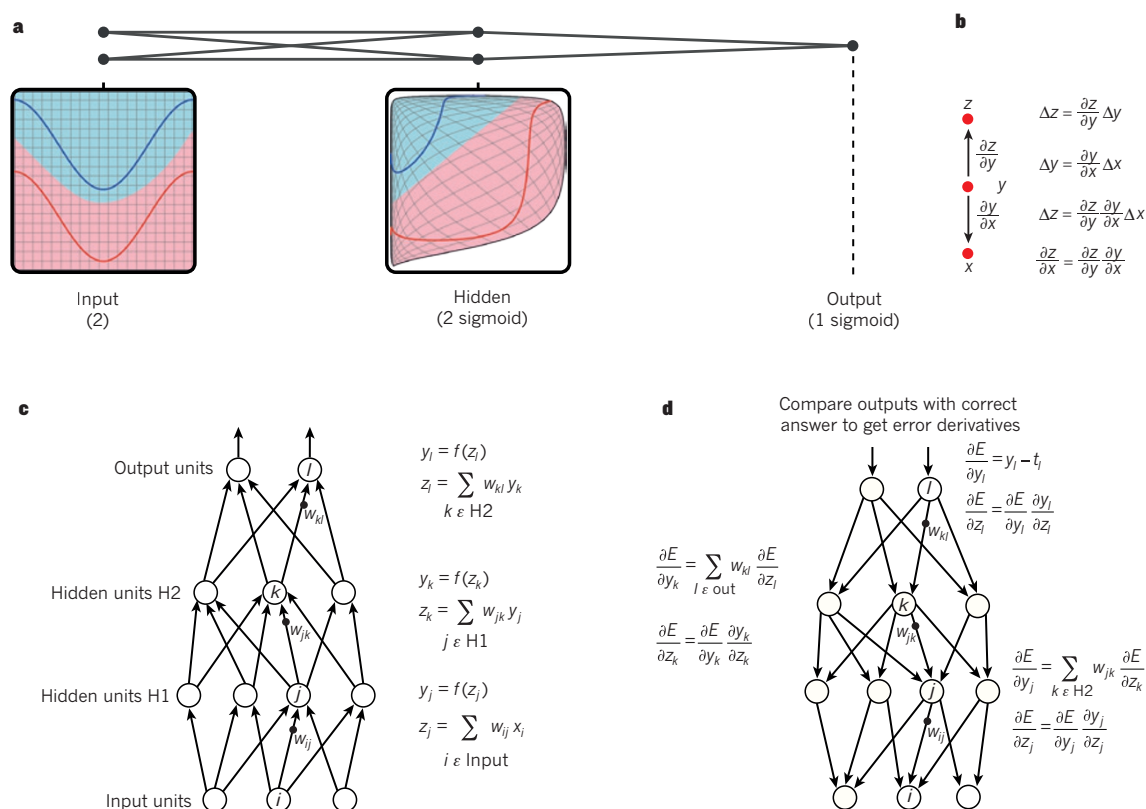 a
Input
(2)
Hidden
(2 sigmoid)
Output
(1 sigmoid)
b
z
∂z/∂y
y
∂y/∂x
x
Δz = ∂z/∂y Δy
Δy = ∂y/∂x Δx
Δz = ∂z/∂y ∂y/∂x Δx
∂z/∂x = ∂z/∂y ∂y/∂x
c
Output units
l
w_kl
y_l = f(z_l)
z_l = ∑ w_kl y_k
k ε H2
Hidden units H2
k
w_jk
y_k = f(z_k)
z_k = ∑ w_jk y_j
j ε H1
Hidden units H1
j
w_ij
y_j = f(z_j)
z_j = ∑ w_ij x_i
i ε Input
Input units
i
d
Compare outputs with correct
answer to get error derivatives
l
w_kl
∂E/∂y_l = y_l − t_l
∂E/∂z_l = ∂E/∂y_l ∂y_l/∂z_l
∂E/∂y_k = ∑ w_kl ∂E/∂z_l
l ε out
∂E/∂z_k = ∂E/∂y_k ∂y_k/∂z_k
k
w_jk
j
w_ij
∂E/∂y_j = ∑ w_jk ∂E/∂z_k
k ε H2
∂E/∂z_j = ∂E/∂y_j ∂y_j/∂z_j
i